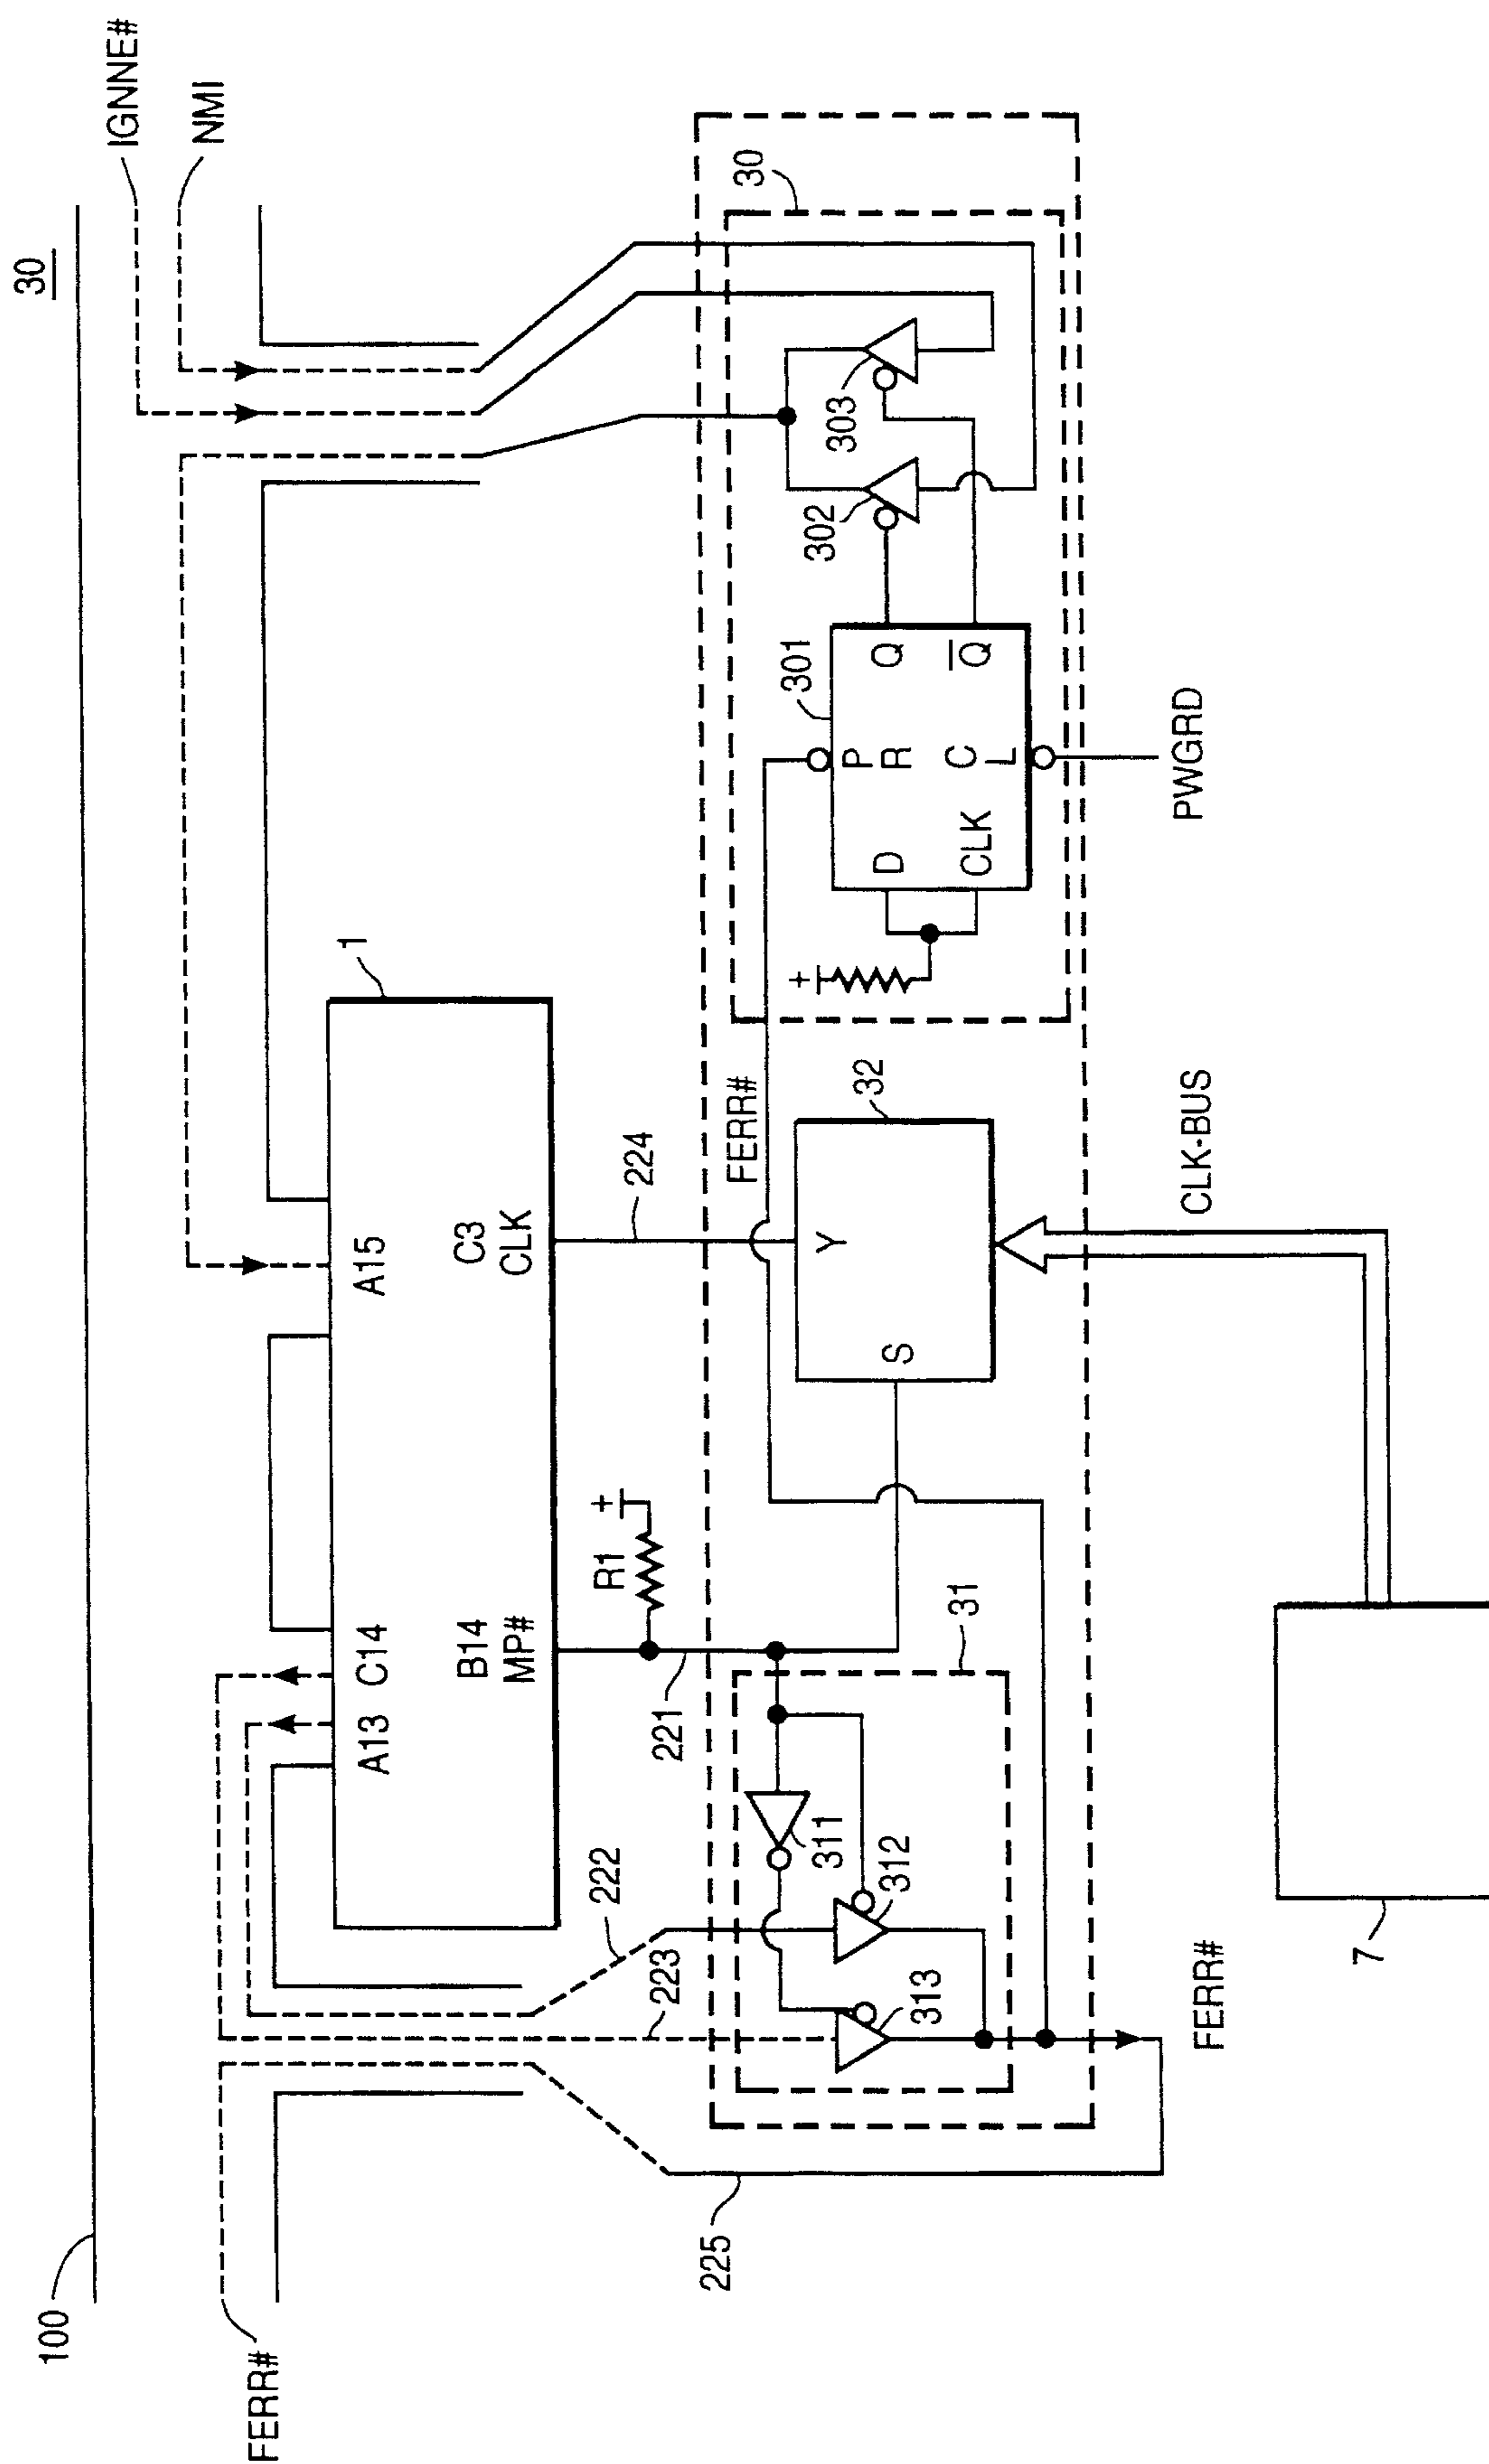 30
IGNNE#
NMI
100
FERR#
1
A13 C14
A15
B14
MP#
C3
CLK
R1
221
224
222
223
225
FERR#
30
31
311
312
313
32
Y
S
301
P
R
D
Q
C
L
CLK
Q
302
303
PWGRD
CLK-BUS
FERR#
7